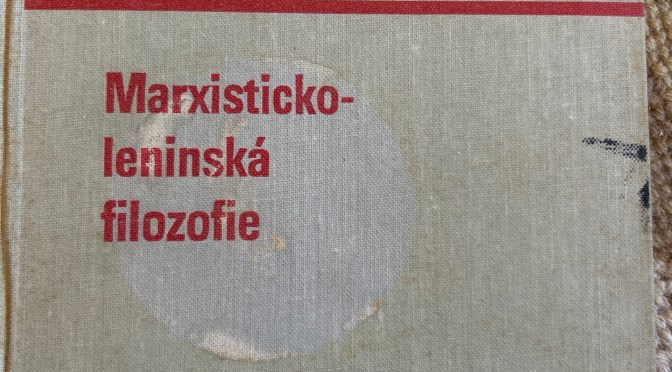 Marxisticko-
leninská
filozofie